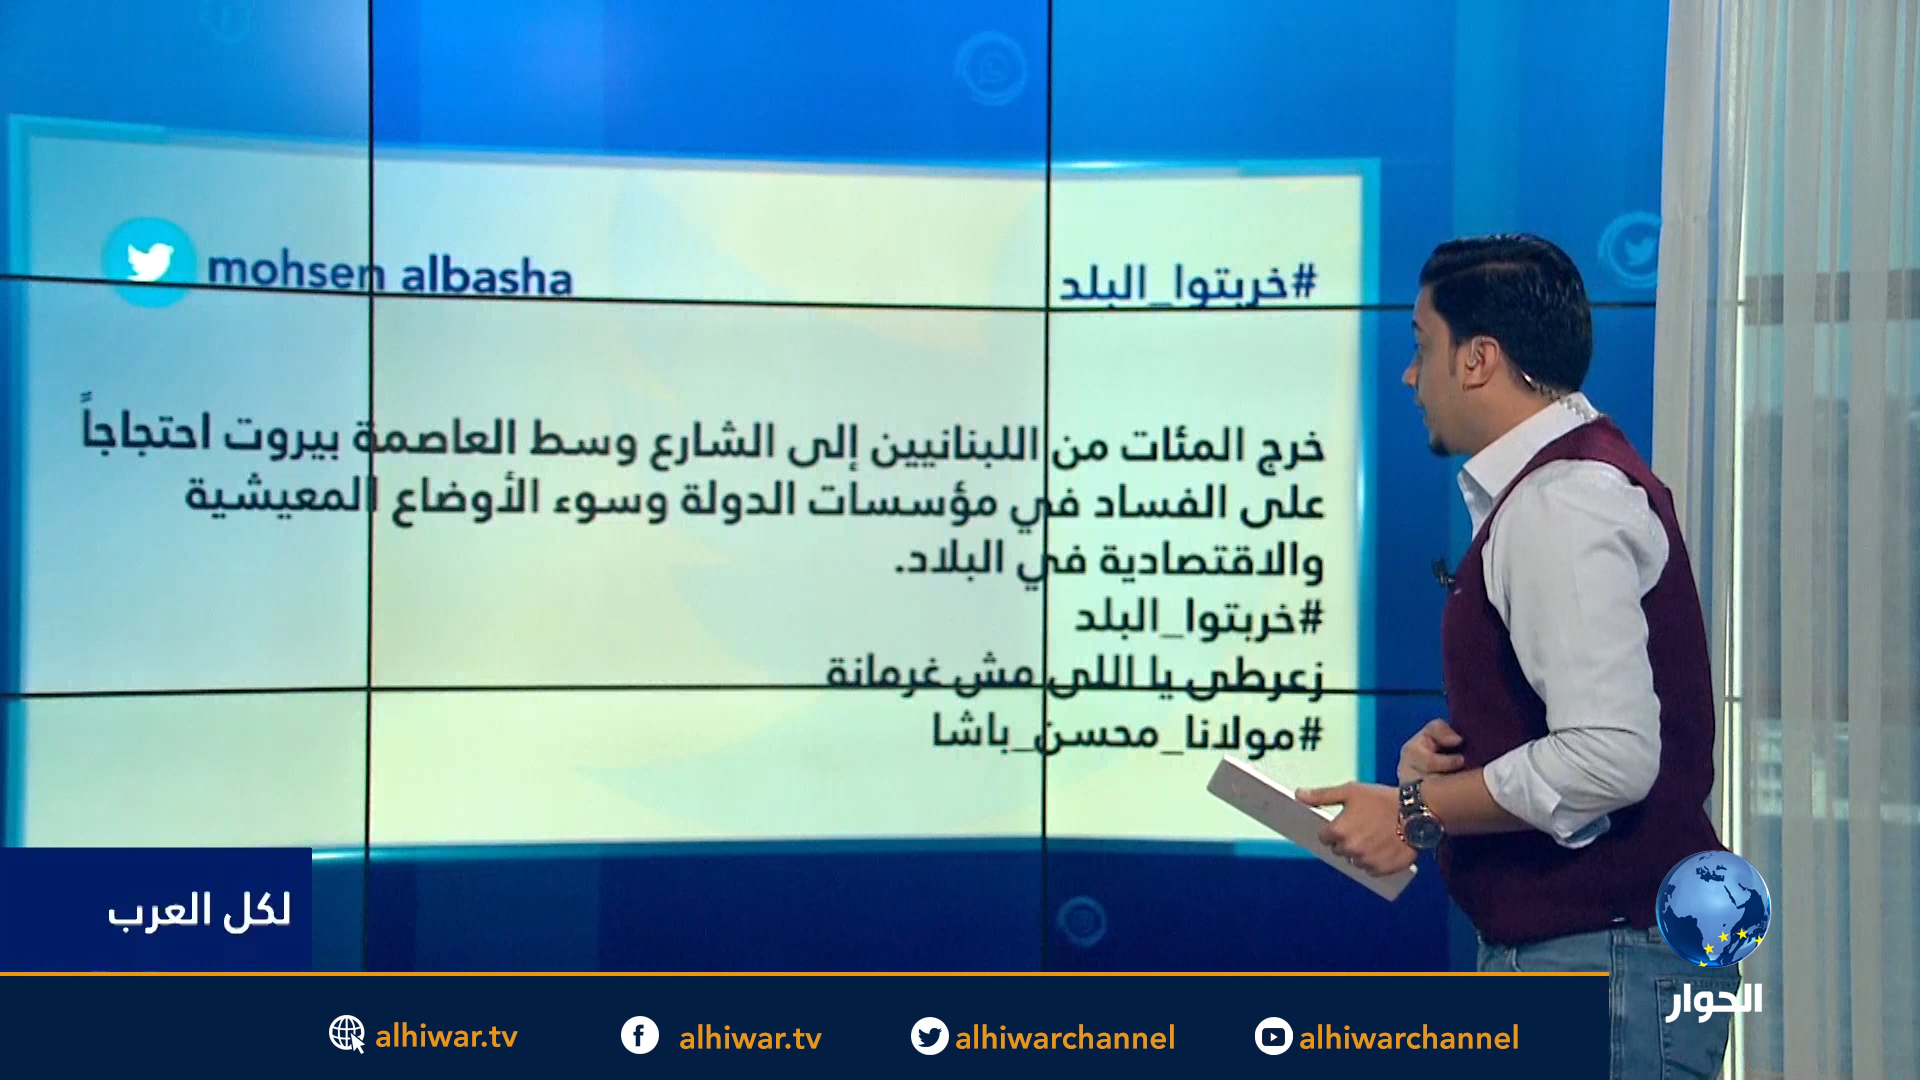 mohsen albasha
#خربتوا_البلد
خرج المئات من اللبنانيين إلى الشارع وسط العاصمة بيروت احتجاجاً
على الفساد في مؤسسات الدولة وسوء الأوضاع المعيشية
والاقتصادية في البلاد.
#خربتوا_البلد
زعرطى يا اللى مش غرمانة
#مولانا_محسن_باشا
لكل العرب
الحوار
alhiwar.tv
alhiwar.tv
alhiwarchannel
alhiwarchannel